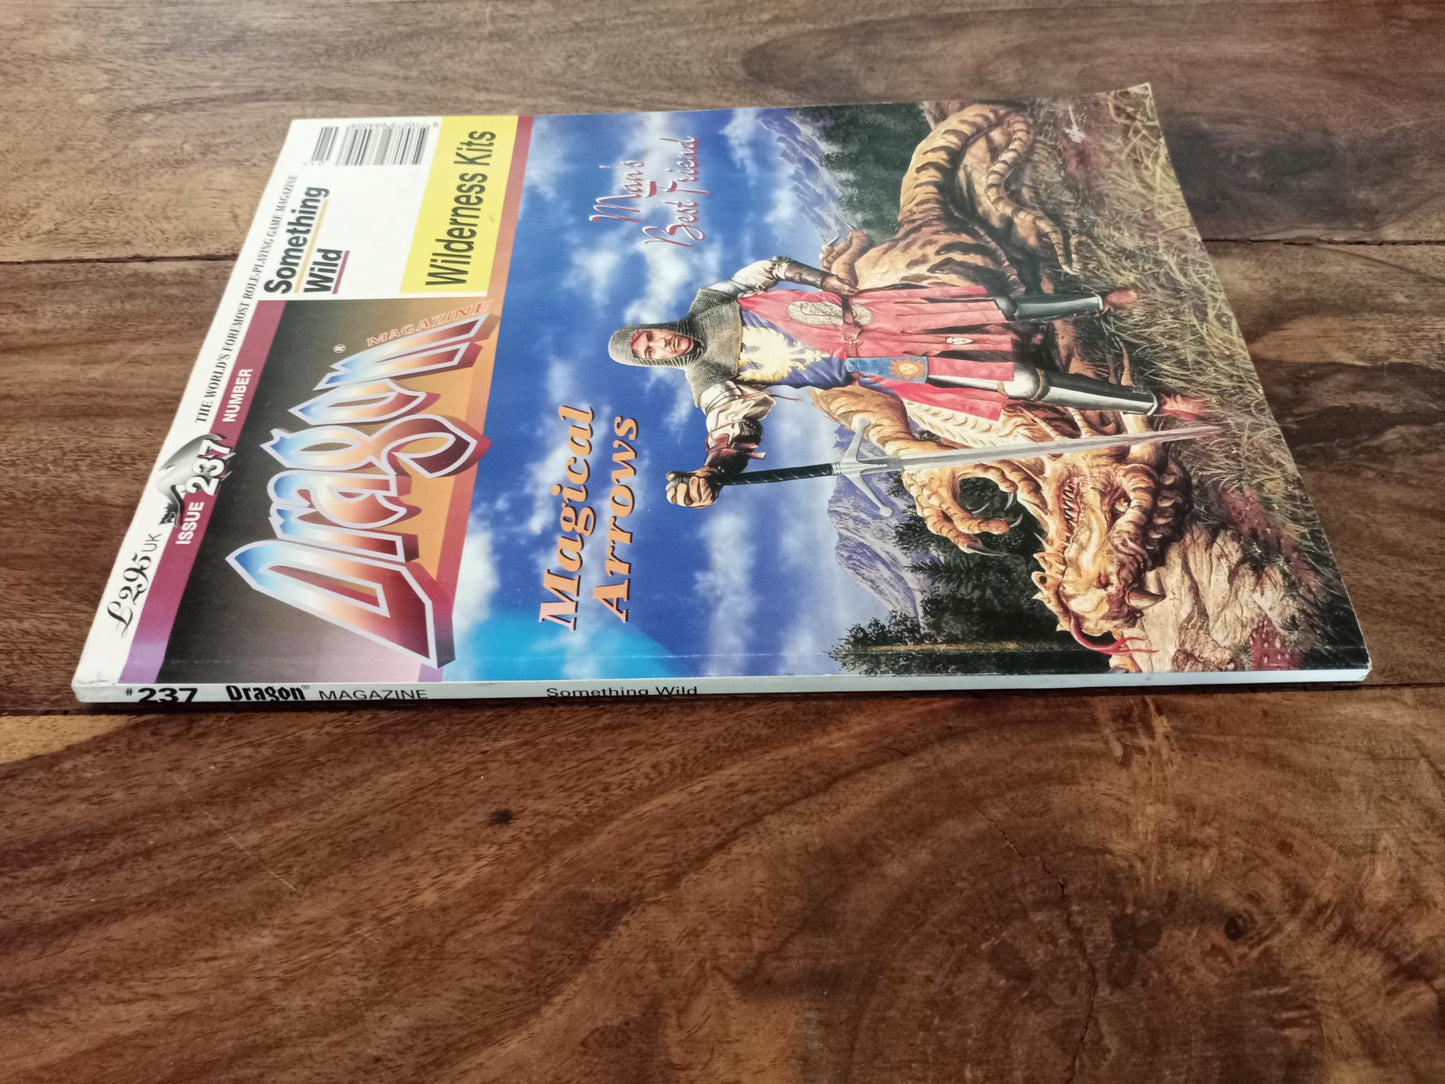 THE WORLD'S FOREMOST ROLE-PLAYING GAME MAGAZINE
£2.95 UK
ISSUE 237 NUMBER
Dragon®
MAGAZINE
Something
Wild
Wilderness Kits
Magical
Arrows
Man's
Best Friend
#237 Dragon® MAGAZINE Something Wild